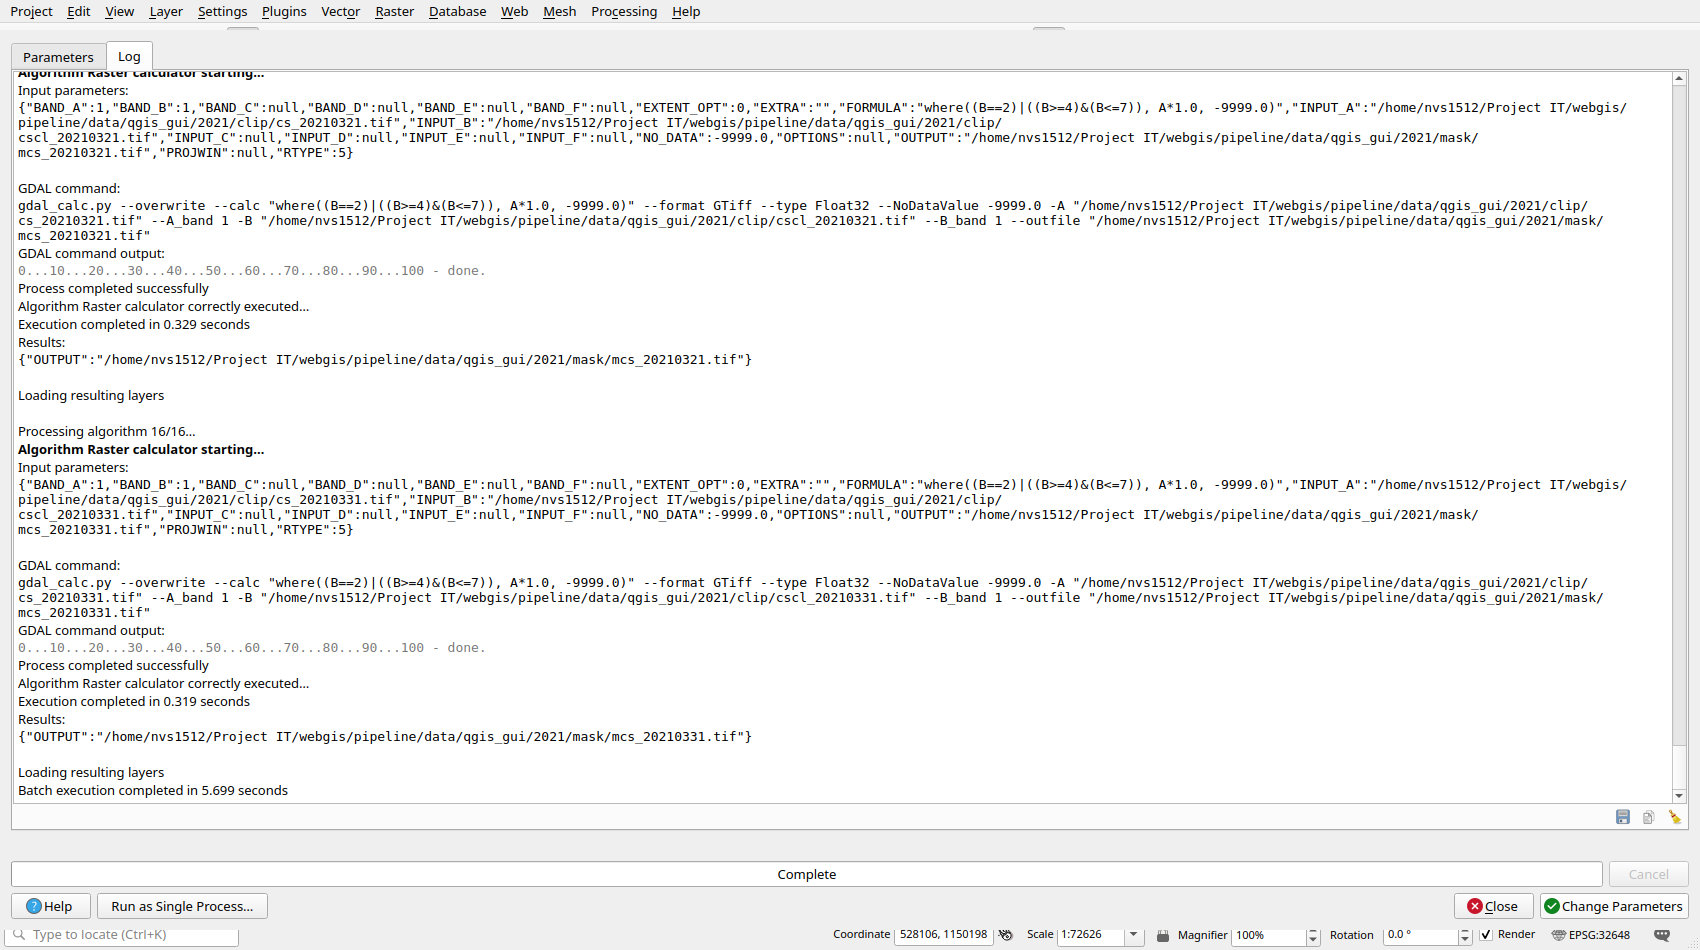 Project Edit View Layer Settings Plugins Vector Raster Database Web Mesh Processing Help
Parameters Log
Algorithm Raster calculator starting...
Input parameters:
{"BAND_A":1,"BAND_B":1,"BAND_C":null,"BAND_D":null,"BAND_E":null,"BAND_F":null,"EXTENT_OPT":0,"EXTRA":"","FORMULA":"where((B==2)|((B>=4)&(B<=7)), A*1.0, -9999.0)","INPUT_A":"/home/nvs1512/Project IT/webgis/
pipeline/data/qgis_gui/2021/clip/cs_20210321.tif","INPUT_B":"/home/nvs1512/Project IT/webgis/pipeline/data/qgis_gui/2021/clip/
cscl_20210321.tif","INPUT_C":null,"INPUT_D":null,"INPUT_E":null,"INPUT_F":null,"NO_DATA":-9999.0,"OPTIONS":null,"OUTPUT":"/home/nvs1512/Project IT/webgis/pipeline/data/qgis_gui/2021/mask/
mcs_20210321.tif","PROJWIN":null,"RTYPE":5}
GDAL command:
gdal_calc.py --overwrite --calc "where((B==2)|((B>=4)&(B<=7)), A*1.0, -9999.0)" --format GTiff --type Float32 --NoDataValue -9999.0 -A "/home/nvs1512/Project IT/webgis/pipeline/data/qgis_gui/2021/clip/
cs_20210321.tif" --A_band 1 -B "/home/nvs1512/Project IT/webgis/pipeline/data/qgis_gui/2021/clip/cscl_20210321.tif" --B_band 1 --outfile "/home/nvs1512/Project IT/webgis/pipeline/data/qgis_gui/2021/mask/
mcs_20210321.tif"
GDAL command output:
0...10...20...30...40...50...60...70...80...90...100 - done.
Process completed successfully
Algorithm Raster calculator correctly executed...
Execution completed in 0.329 seconds
Results:
{"OUTPUT":"/home/nvs1512/Project IT/webgis/pipeline/data/qgis_gui/2021/mask/mcs_20210321.tif"}
Loading resulting layers
Processing algorithm 16/16...
Algorithm Raster calculator starting...
Input parameters:
{"BAND_A":1,"BAND_B":1,"BAND_C":null,"BAND_D":null,"BAND_E":null,"BAND_F":null,"EXTENT_OPT":0,"EXTRA":"","FORMULA":"where((B==2)|((B>=4)&(B<=7)), A*1.0, -9999.0)","INPUT_A":"/home/nvs1512/Project IT/webgis/
pipeline/data/qgis_gui/2021/clip/cs_20210331.tif","INPUT_B":"/home/nvs1512/Project IT/webgis/pipeline/data/qgis_gui/2021/clip/
cscl_20210331.tif","INPUT_C":null,"INPUT_D":null,"INPUT_E":null,"INPUT_F":null,"NO_DATA":-9999.0,"OPTIONS":null,"OUTPUT":"/home/nvs1512/Project IT/webgis/pipeline/data/qgis_gui/2021/mask/
mcs_20210331.tif","PROJWIN":null,"RTYPE":5}
GDAL command:
gdal_calc.py --overwrite --calc "where((B==2)|((B>=4)&(B<=7)), A*1.0, -9999.0)" --format GTiff --type Float32 --NoDataValue -9999.0 -A "/home/nvs1512/Project IT/webgis/pipeline/data/qgis_gui/2021/clip/
cs_20210331.tif" --A_band 1 -B "/home/nvs1512/Project IT/webgis/pipeline/data/qgis_gui/2021/clip/cscl_20210331.tif" --B_band 1 --outfile "/home/nvs1512/Project IT/webgis/pipeline/data/qgis_gui/2021/mask/
mcs_20210331.tif"
GDAL command output:
0...10...20...30...40...50...60...70...80...90...100 - done.
Process completed successfully
Algorithm Raster calculator correctly executed...
Execution completed in 0.319 seconds
Results:
{"OUTPUT":"/home/nvs1512/Project IT/webgis/pipeline/data/qgis_gui/2021/mask/mcs_20210331.tif"}
Loading resulting layers
Batch execution completed in 5.699 seconds
Complete Cancel
Help Run as Single Process... Close Change Parameters
Type to locate (Ctrl+K) Coordinate 528106, 1150198 Scale 1:72626 Magnifier 100% Rotation 0.0 ° Render EPSG:32648